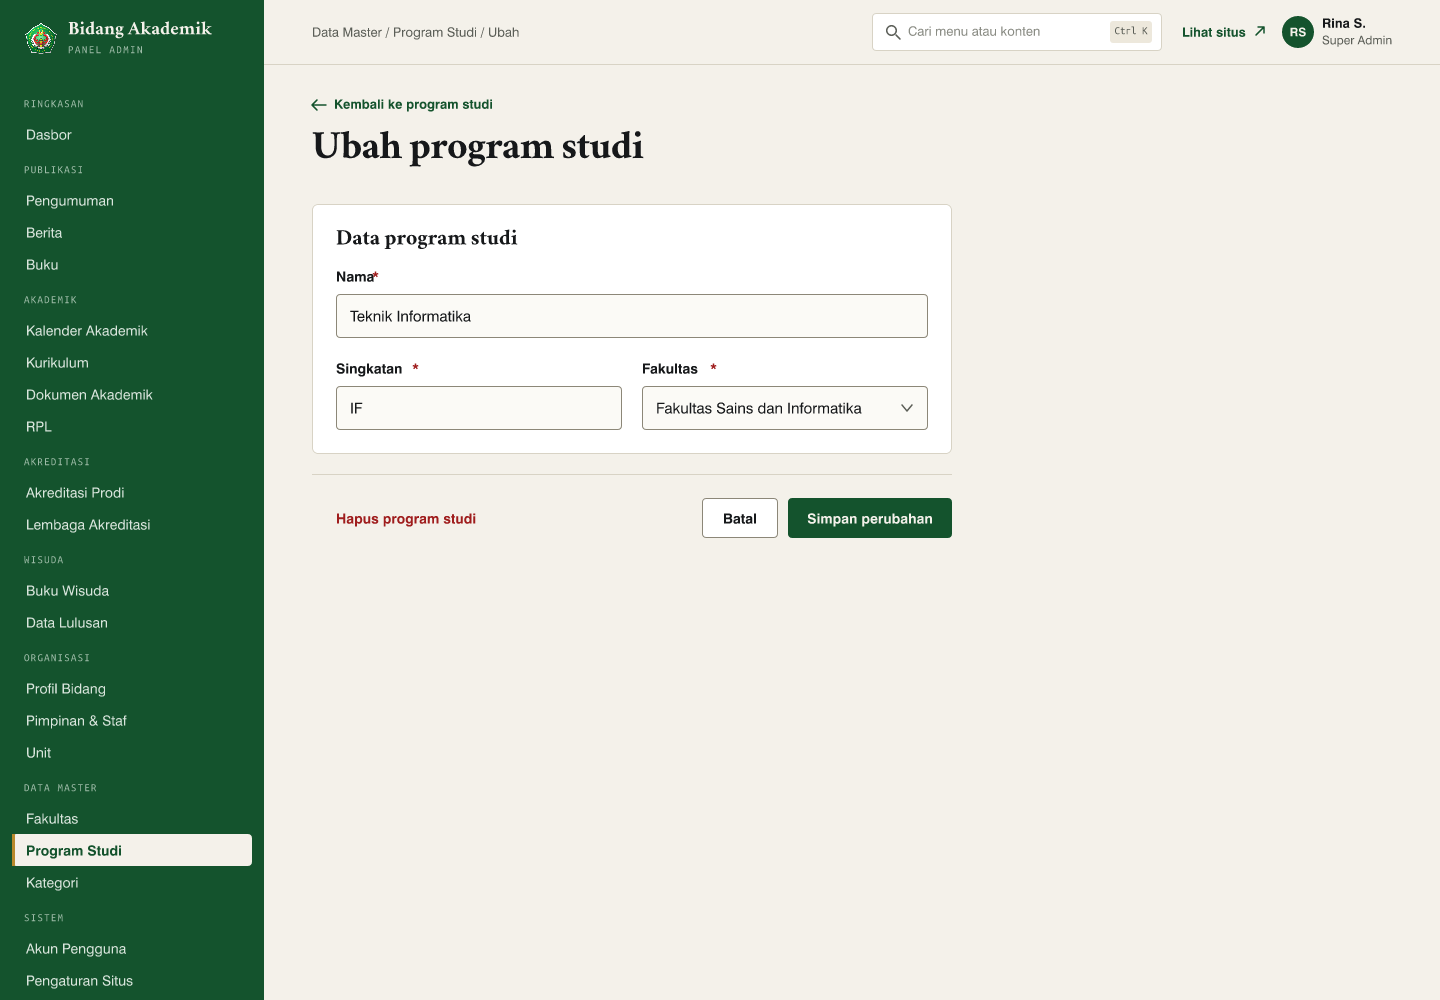 Bidang Akademik
PANEL ADMIN
RINGKASAN
Dasbor
PUBLIKASI
Pengumuman
Berita
Buku
AKADEMIK
Kalender Akademik
Kurikulum
Dokumen Akademik
RPL
AKREDITASI
Akreditasi Prodi
Lembaga Akreditasi
WISUDA
Buku Wisuda
Data Lulusan
ORGANISASI
Profil Bidang
Pimpinan & Staf
Unit
DATA MASTER
Fakultas
Program Studi
Kategori
SISTEM
Akun Pengguna
Pengaturan Situs
Data Master / Program Studi / Ubah
Cari menu atau konten
Ctrl K
Lihat situs
RS
Rina S.
Super Admin
Kembali ke program studi
Ubah program studi
Data program studi
Nama*
Teknik Informatika
Singkatan *
IF
Fakultas *
Fakultas Sains dan Informatika
Hapus program studi
Batal
Simpan perubahan